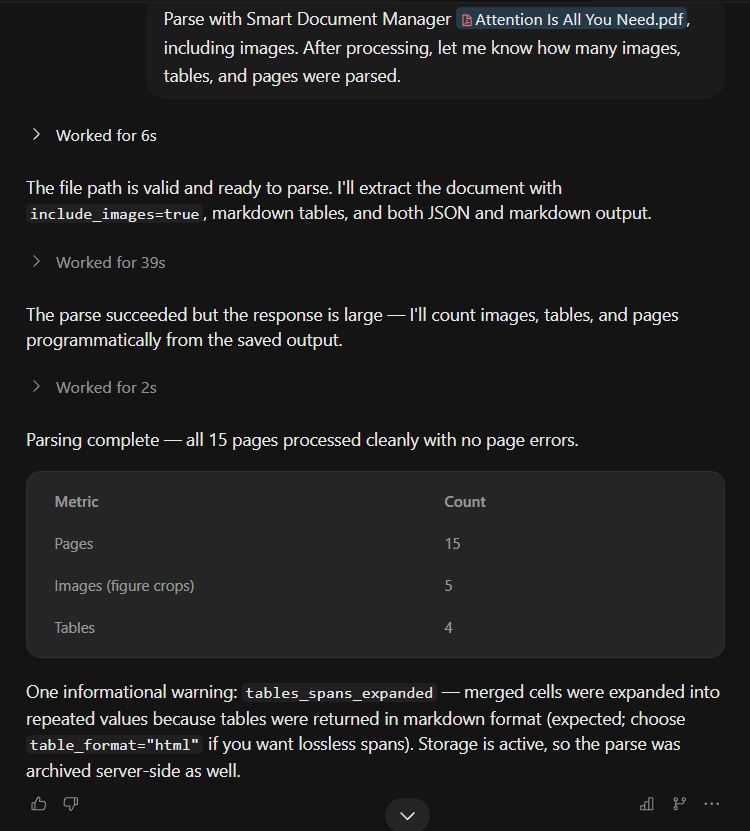 Parse with Smart Document Manager Attention Is All You Need.pdf,
including images. After processing, let me know how many images,
tables, and pages were parsed.
Worked for 6s
The file path is valid and ready to parse. I'll extract the document with
include_images=true, markdown tables, and both JSON and markdown output.
Worked for 39s
The parse succeeded but the response is large — I'll count images, tables, and pages
programmatically from the saved output.
Worked for 2s
Parsing complete — all 15 pages processed cleanly with no page errors.
Metric Count
Pages 15
Images (figure crops) 5
Tables 4
One informational warning: tables_spans_expanded — merged cells were expanded into
repeated values because tables were returned in markdown format (expected; choose
table_format="html" if you want lossless spans). Storage is active, so the parse was
archived server-side as well.